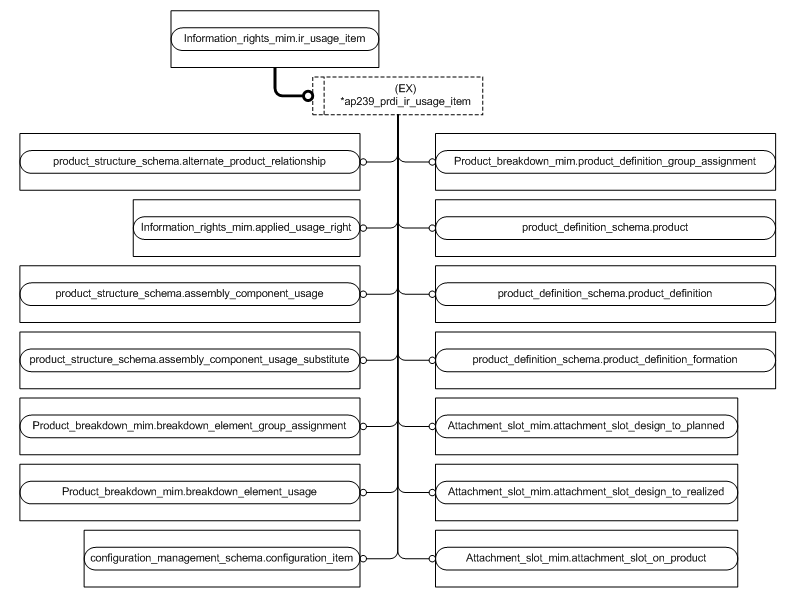 Information_rights_mim.ir_usage_item
(EX)
*ap239_prdi_ir_usage_item
product_structure_schema.alternate_product_relationship
Product_breakdown_mim.product_definition_group_assignment
Information_rights_mim.applied_usage_right
product_definition_schema.product
product_structure_schema.assembly_component_usage
product_definition_schema.product_definition
product_structure_schema.assembly_component_usage_substitute
product_definition_schema.product_definition_formation
Product_breakdown_mim.breakdown_element_group_assignment
Attachment_slot_mim.attachment_slot_design_to_planned
Product_breakdown_mim.breakdown_element_usage
Attachment_slot_mim.attachment_slot_design_to_realized
configuration_management_schema.configuration_item
Attachment_slot_mim.attachment_slot_on_product